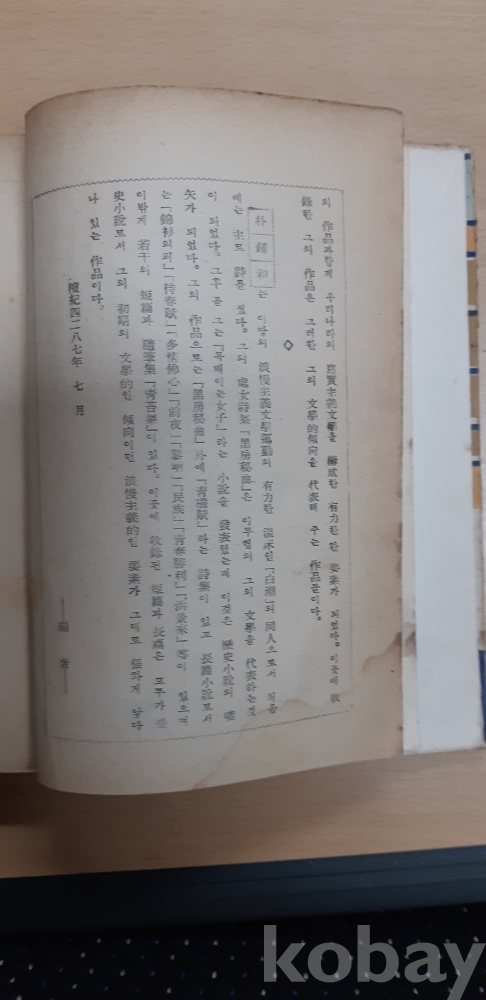 의 作品과함께 우리나라의 寫實主義文學을 編成한 有力한 한 要素가 되었다. 이곳에 收
錄한 그의 作品은 그러한 그의 文學的傾向을 代表해 주는 作品들이다.
◇
朴鍾和는 이땅의 浪慢主義文學運動의 有力한 溫床인「白潮」의 同人으로서 처음
에는 主로 詩를 썼다. 그의 處女詩集「黑房秘曲」은 이무렵의 그의 文學을 代表하는것
이 되었다. 그후 그는「목매이는女子」라는 小說을 發表했는데 이것은 歷史小說의 嚆
矢가 되었다. 그의 作品으로는「黑房秘曲」外에「靑磁賦」라는 詩集이 있고 長篇小說로서
는「錦衫의피」「待春賦」「多情佛心」「前夜」「黎明」「民族」「靑春勝利」「洪景來」等이 있으며
이밖게 若干의 短篇과 隨筆集「靑台集」이 있다. 이곳에 收錄된 短篇과 長篇은 모두가
史小說로서 그의 初期의 文學的인 傾向이던 浪慢主義的인 要素가 그대로 강하게 나타
나 있는 作品이다.
檀紀四二八七年 七月
——編者——
kobay